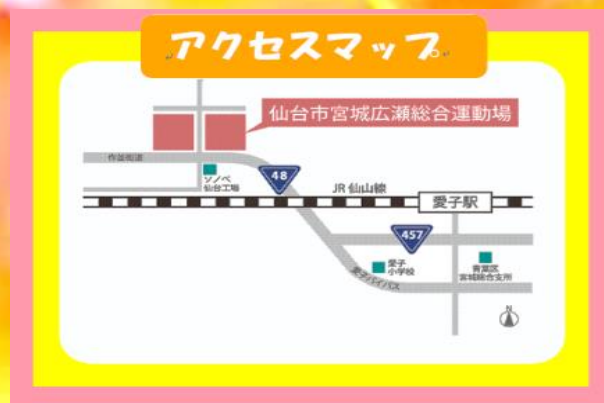 アクセスマップ
仙台市宮城広瀬総合運動場
作並街道
ソノベ
仙台工場
48
JR 仙山線
愛子駅
457
愛子
小学校
青葉区
宮城総合支所
愛子バイパス
N